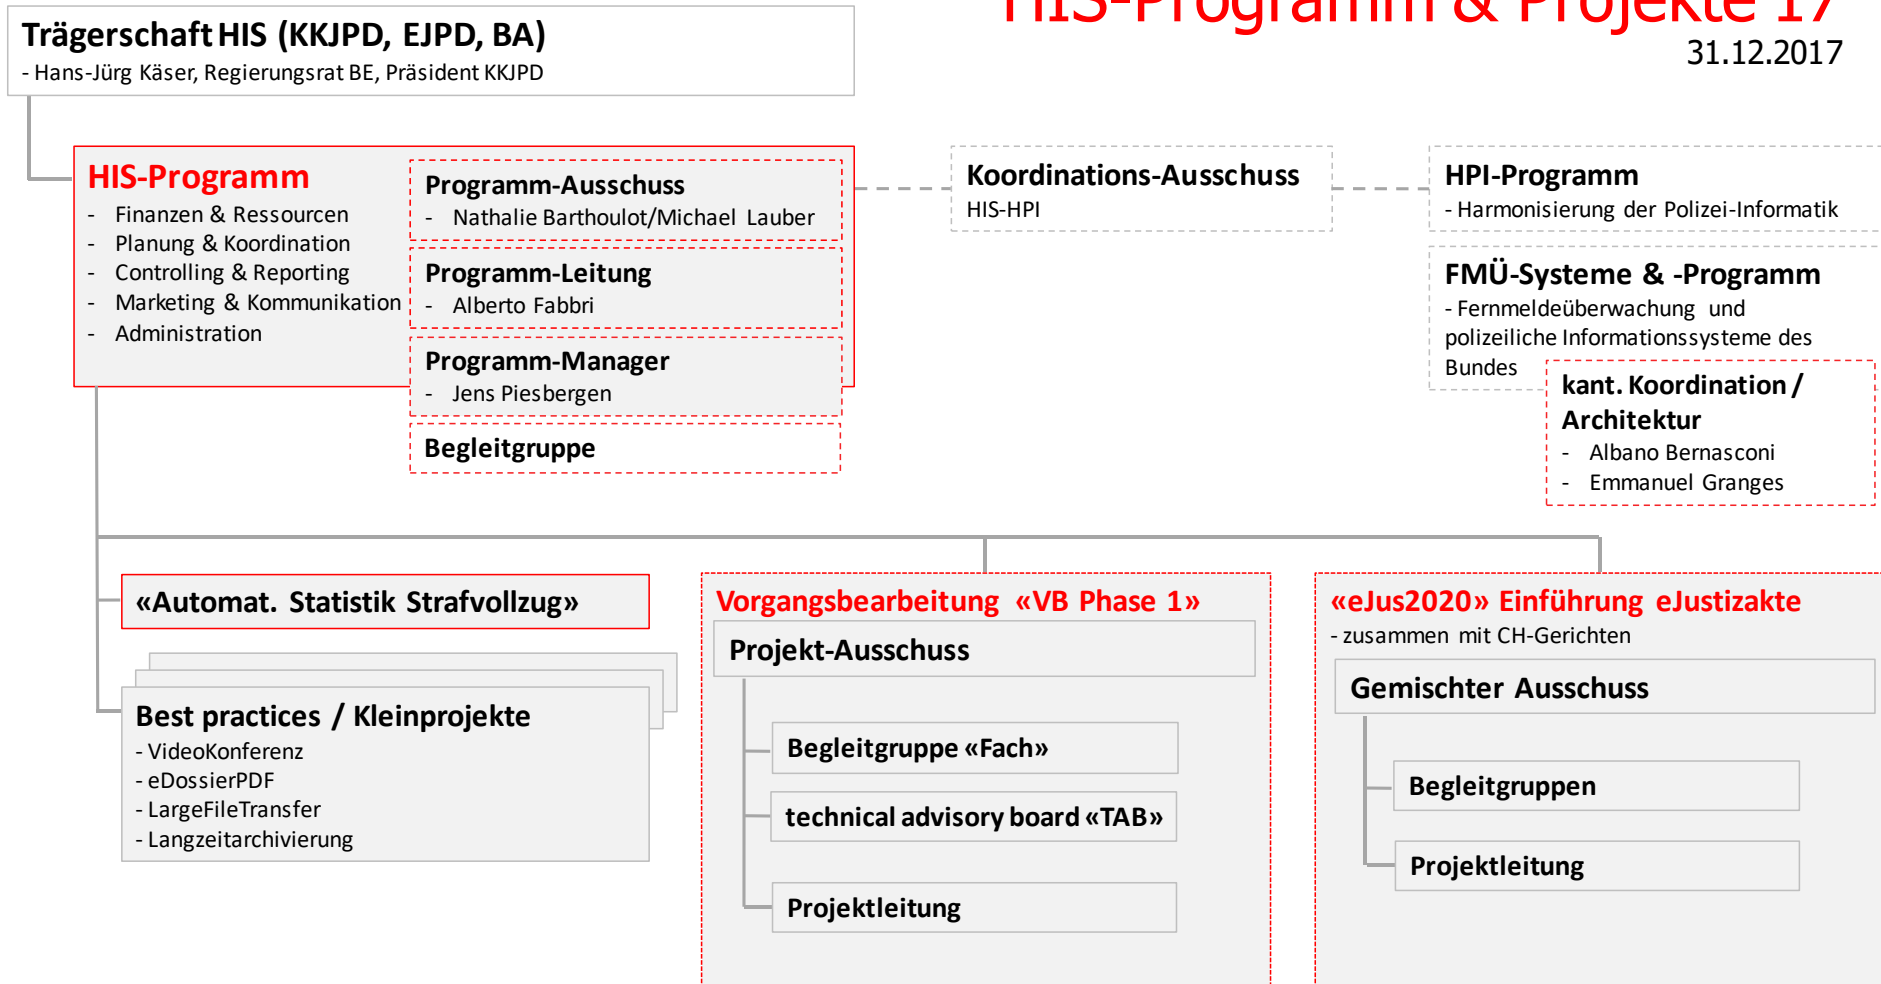 HIS-Programm & Projekte 17
31.12.2017
Trägerschaft HIS (KKJPD, EJPD, BA)
- Hans-Jürg Käser, Regierungsrat BE, Präsident KKJPD
HIS-Programm
- Finanzen & Ressourcen
- Planung & Koordination
- Controlling & Reporting
- Marketing & Kommunikation
- Administration
Programm-Ausschuss
- Nathalie Barthoulot/Michael Lauber
Programm-Leitung
- Alberto Fabbri
Programm-Manager
- Jens Piesbergen
Begleitgruppe
Koordinations-Ausschuss
HIS-HPI
HPI-Programm
- Harmonisierung der Polizei-Informatik
FMÜ-Systeme & -Programm
- Fernmeldeüberwachung und
polizeiliche Informationssysteme des
Bundes
kant. Koordination /
Architektur
- Albano Bernasconi
- Emmanuel Granges
«Automat. Statistik Strafvollzug»
Best practices / Kleinprojekte
- VideoKonferenz
- eDossierPDF
- LargeFileTransfer
- Langzeitarchivierung
Vorgangsbearbeitung «VB Phase 1»
Projekt-Ausschuss
Begleitgruppe «Fach»
technical advisory board «TAB»
Projektleitung
«eJus2020» Einführung eJustizakte
- zusammen mit CH-Gerichten
Gemischter Ausschuss
Begleitgruppen
Projektleitung